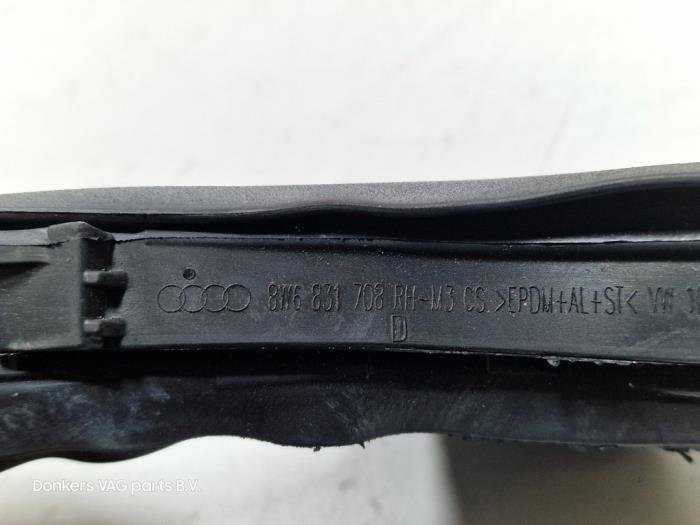 8W6 831 708 RH-M3 CS. >EPDM+AL+ST< VW
D
Donkers VAG parts B.V.